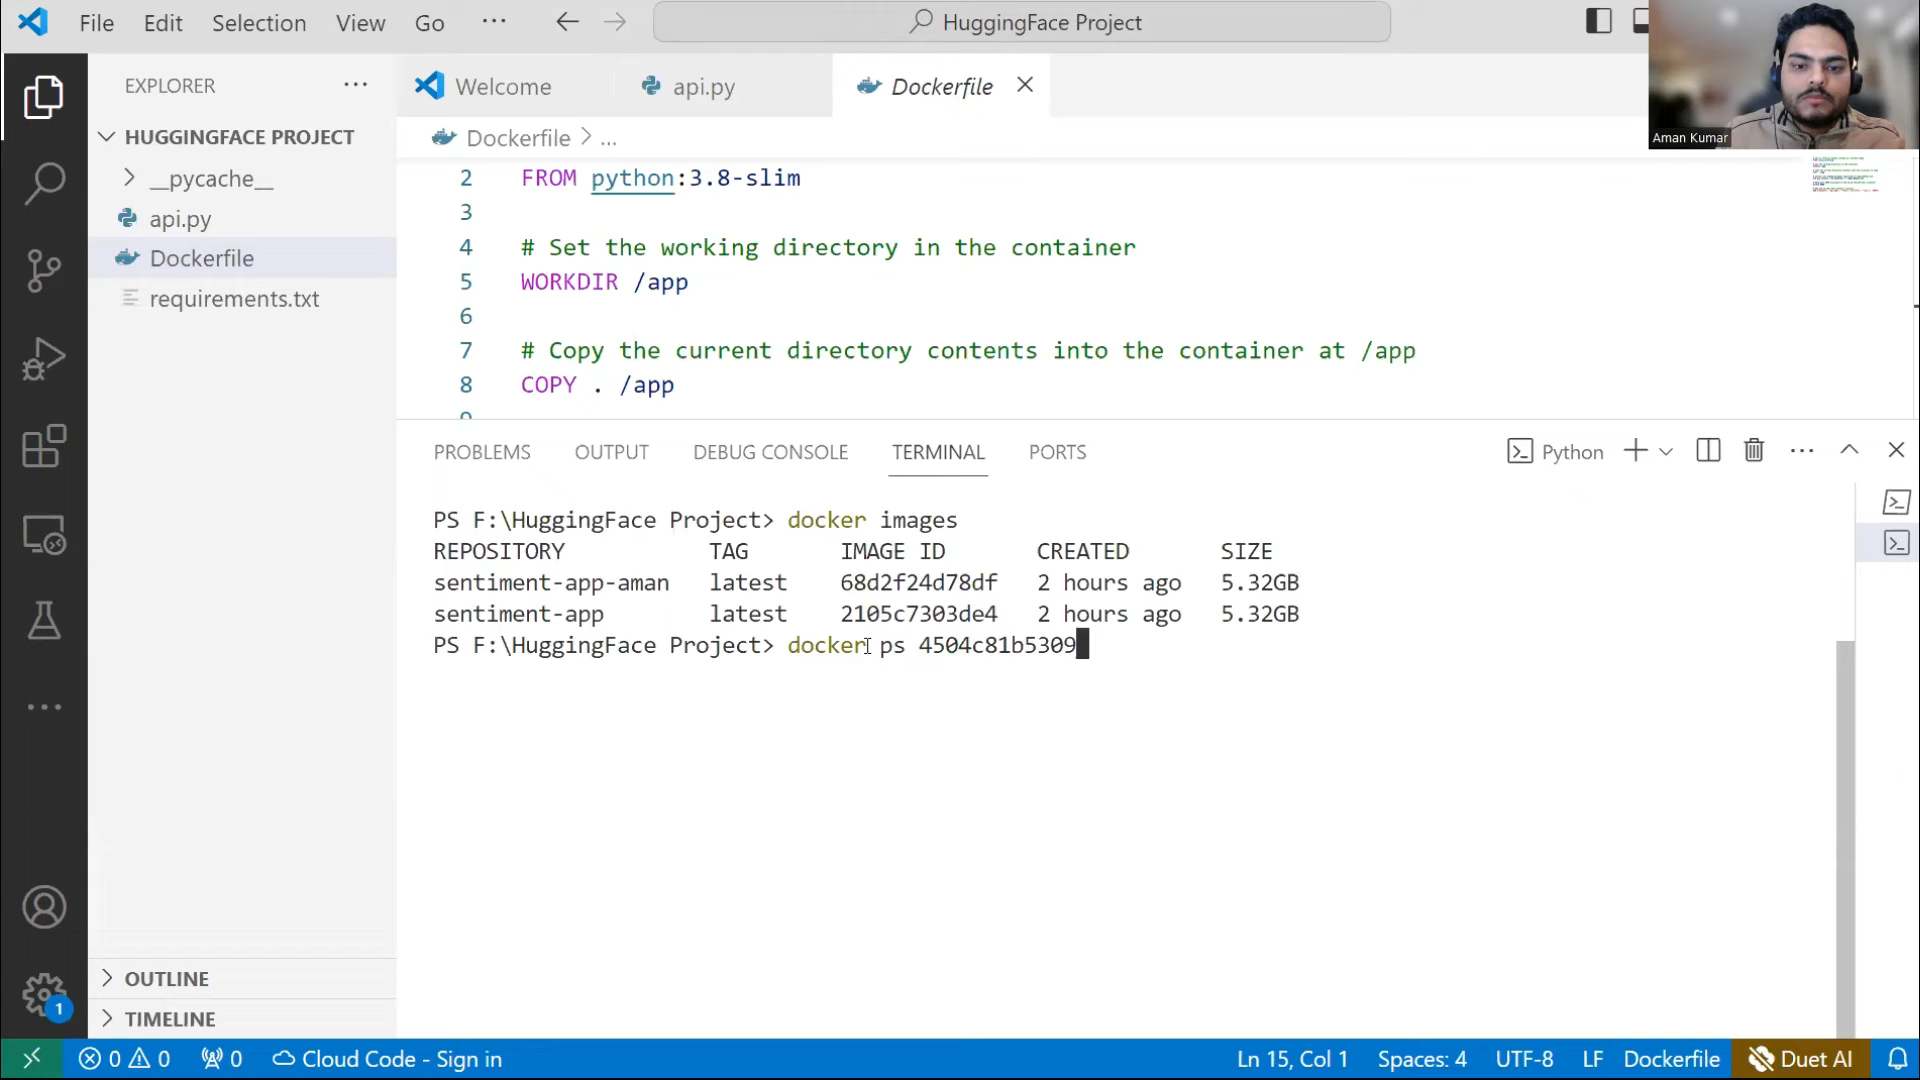 File Edit Selection View Go ··· HuggingFace Project
Aman Kumar
EXPLORER
HUGGINGFACE PROJECT
__pycache__
api.py
Dockerfile
requirements.txt
OUTLINE
TIMELINE
Welcome api.py Dockerfile
Dockerfile > ...
2 FROM python:3.8-slim
3
4 # Set the working directory in the container
5 WORKDIR /app
6
7 # Copy the current directory contents into the container at /app
8 COPY . /app
9
PROBLEMS OUTPUT DEBUG CONSOLE TERMINAL PORTS Python
PS F:\HuggingFace Project> docker images
REPOSITORY TAG IMAGE ID CREATED SIZE
sentiment-app-aman latest 68d2f24d78df 2 hours ago 5.32GB
sentiment-app latest 2105c7303de4 2 hours ago 5.32GB
PS F:\HuggingFace Project> docker ps 4504c81b5309
1
0 0 0 Cloud Code - Sign in Ln 15, Col 1 Spaces: 4 UTF-8 LF Dockerfile Duet AI